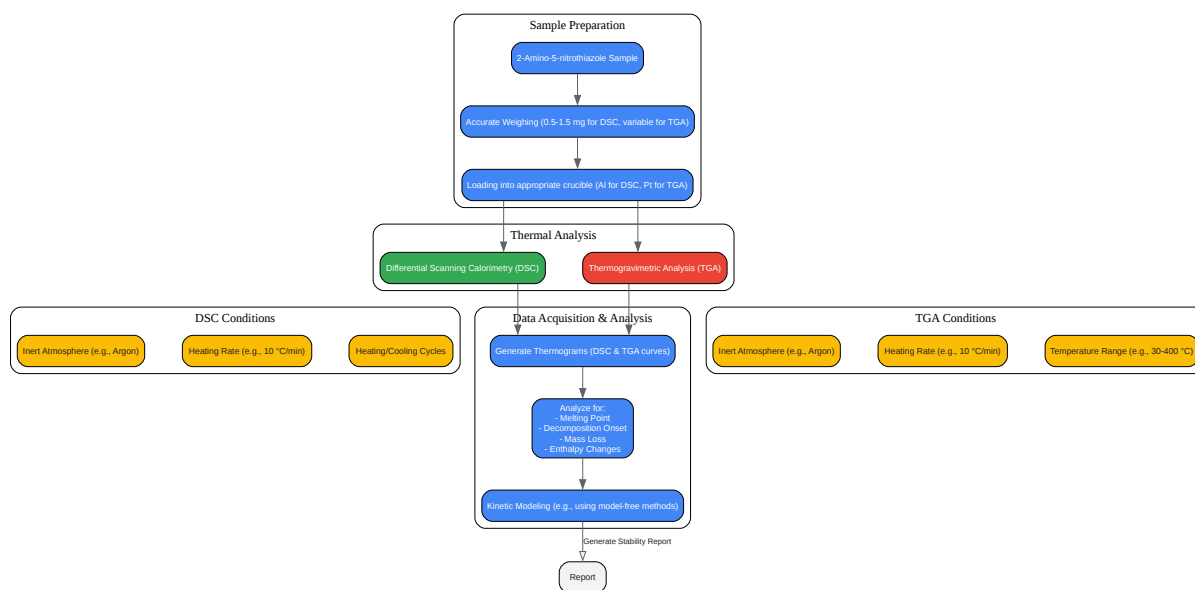 Sample Preparation
2-Amino-5-nitrothiazole Sample
Accurate Weighing (0.5-1.5 mg for DSC, variable for TGA)
Loading into appropriate crucible (Al for DSC, Pt for TGA)
Thermal Analysis
Differential Scanning Calorimetry (DSC)
Thermogravimetric Analysis (TGA)
DSC Conditions
Inert Atmosphere (e.g., Argon)
Heating Rate (e.g., 10 °C/min)
Heating/Cooling Cycles
Data Acquisition & Analysis
Generate Thermograms (DSC & TGA curves)
Analyze for:
- Melting Point
- Decomposition Onset
- Mass Loss
- Enthalpy Changes
Kinetic Modeling (e.g., using model-free methods)
TGA Conditions
Inert Atmosphere (e.g., Argon)
Heating Rate (e.g., 10 °C/min)
Temperature Range (e.g., 30-400 °C)
Generate Stability Report
Report